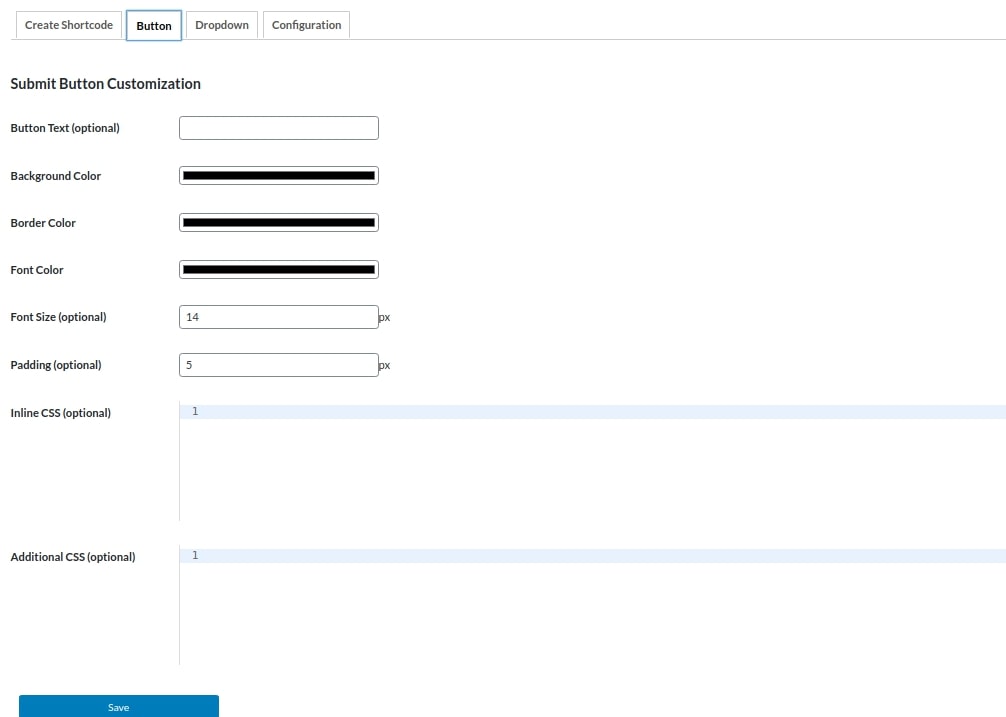 Create Shortcode Button Dropdown Configuration
Submit Button Customization
Button Text (optional)
Background Color
Border Color
Font Color
Font Size (optional) 14 px
Padding (optional) 5 px
Inline CSS (optional) 1
Additional CSS (optional) 1
Save